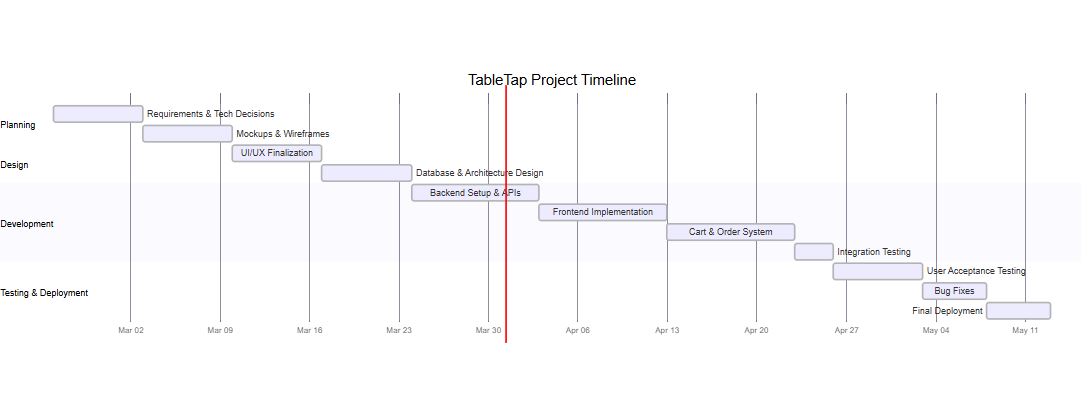 TableTap Project Timeline
Planning
Requirements & Tech Decisions
Mockups & Wireframes
Design
UI/UX Finalization
Database & Architecture Design
Development
Backend Setup & APIs
Frontend Implementation
Cart & Order System
Integration Testing
Testing & Deployment
User Acceptance Testing
Bug Fixes
Final Deployment
Mar 02 Mar 09 Mar 16 Mar 23 Mar 30 Apr 06 Apr 13 Apr 20 Apr 27 May 04 May 11